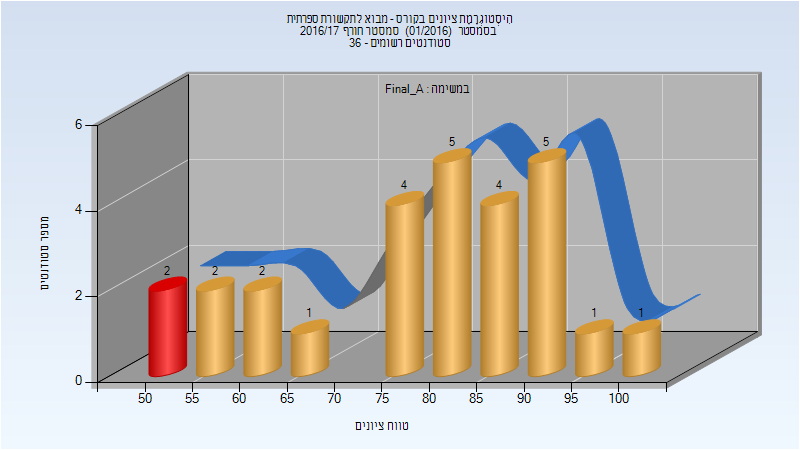 היסטוגרמת ציונים בקורס - מבוא לתקשורת ספרתית
בסמסטר (01/2016) סמסטר חורף 2016/17
סטודנטים רשומים - 36
במשימה : Final_A
מספר סטודנטים
6
4
2
0
2
2
2
1
4
5
4
5
1
1
50 55 60 65 70 75 80 85 90 95 100
טווח ציונים